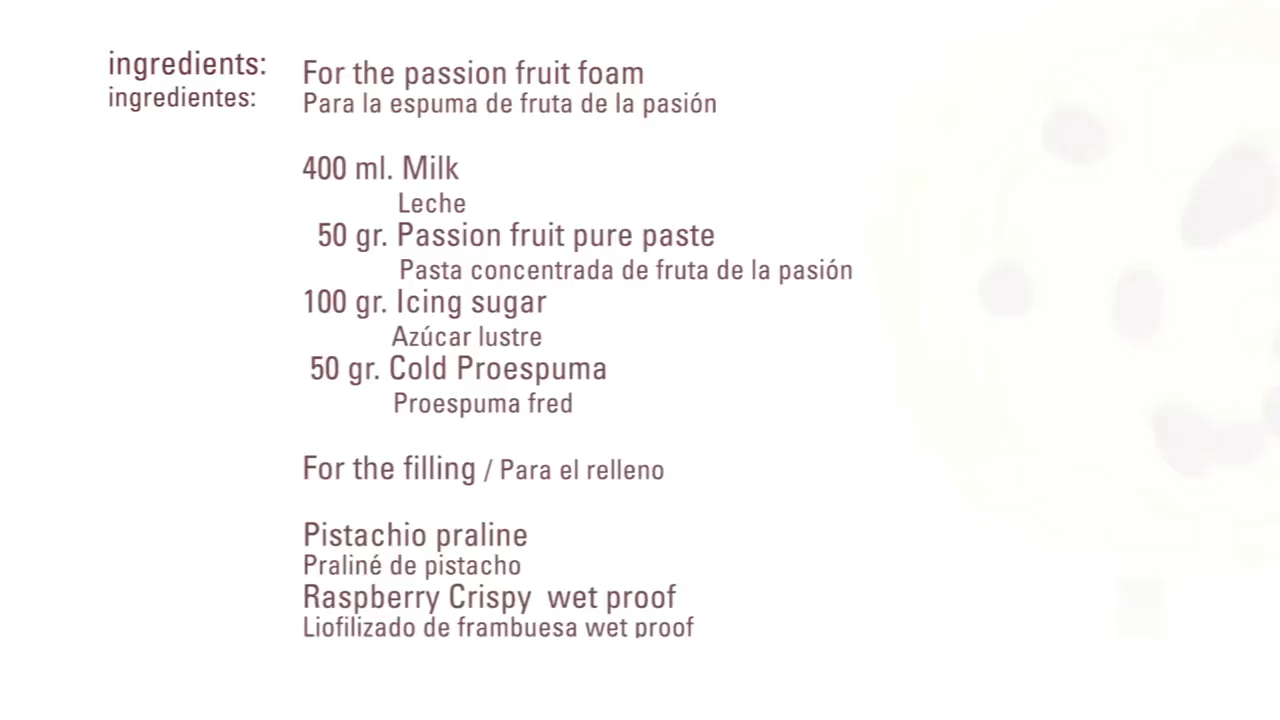 ingredients:
ingredientes:
For the passion fruit foam
Para la espuma de fruta de la pasión
400 ml. Milk
Leche
50 gr. Passion fruit pure paste
Pasta concentrada de fruta de la pasión
100 gr. Icing sugar
Azúcar lustre
50 gr. Cold Proespuma
Proespuma fred
For the filling / Para el relleno
Pistachio praline
Praliné de pistacho
Raspberry Crispy wet proof
Liofilizado de frambuesa wet proof